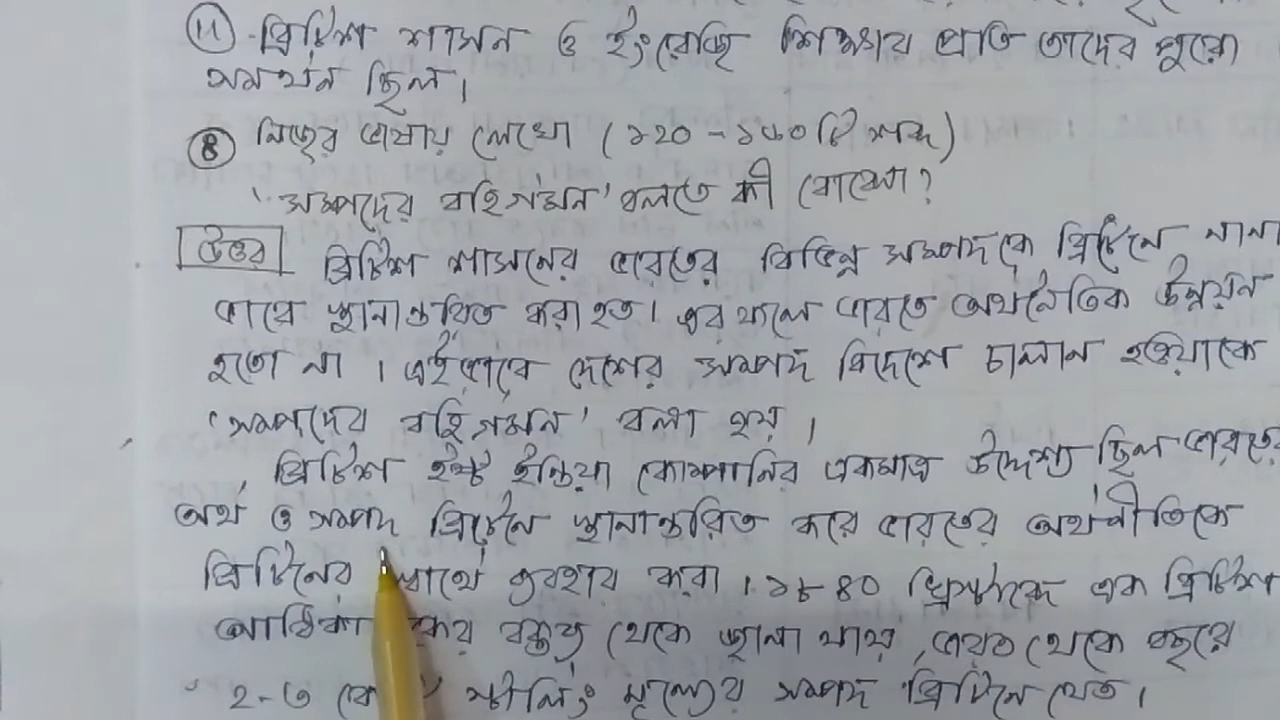 (11) ব্রিটিশ শাসন ও ইংরেজি শিক্ষার প্রতি তাদের পুরো
সমর্থন ছিল।
(8) নিজের ভাষায় লেখো (১২০ - ১৬০ টি শব্দ)
'সম্পদের বহির্গমন' বলতে কী বোঝো?
উত্তর ব্রিটিশ শাসনের ভারতের বিভিন্ন সম্পদকে ব্রিটেনে নানা
ভাবে স্থানান্তরিত করা হত। এর ফলে ভারতে অর্থনৈতিক উন্নয়ন
হতো না। এইভাবে দেশের সম্পদ বিদেশে চালান হওয়াকে
'সম্পদের বহির্গমন' বলা হয়।
ব্রিটিশ ইস্ট ইন্ডিয়া কোম্পানির একমাত্র উদ্দেশ্য ছিল ভারতের
অর্থ ও সম্পদ ব্রিটেনে স্থানান্তরিত করে ভারতের অর্থনীতিকে
ব্রিটেনের স্বার্থে ব্যবহার করা। ১৮৪০ খ্রিস্টাব্দে এক ব্রিটিশ
বক্তব্য থেকে জানা যায়, ভারত থেকে বছরে
২-৩ স্টার্লিং মূল্যের সম্পদ ব্রিটেনে যেত।